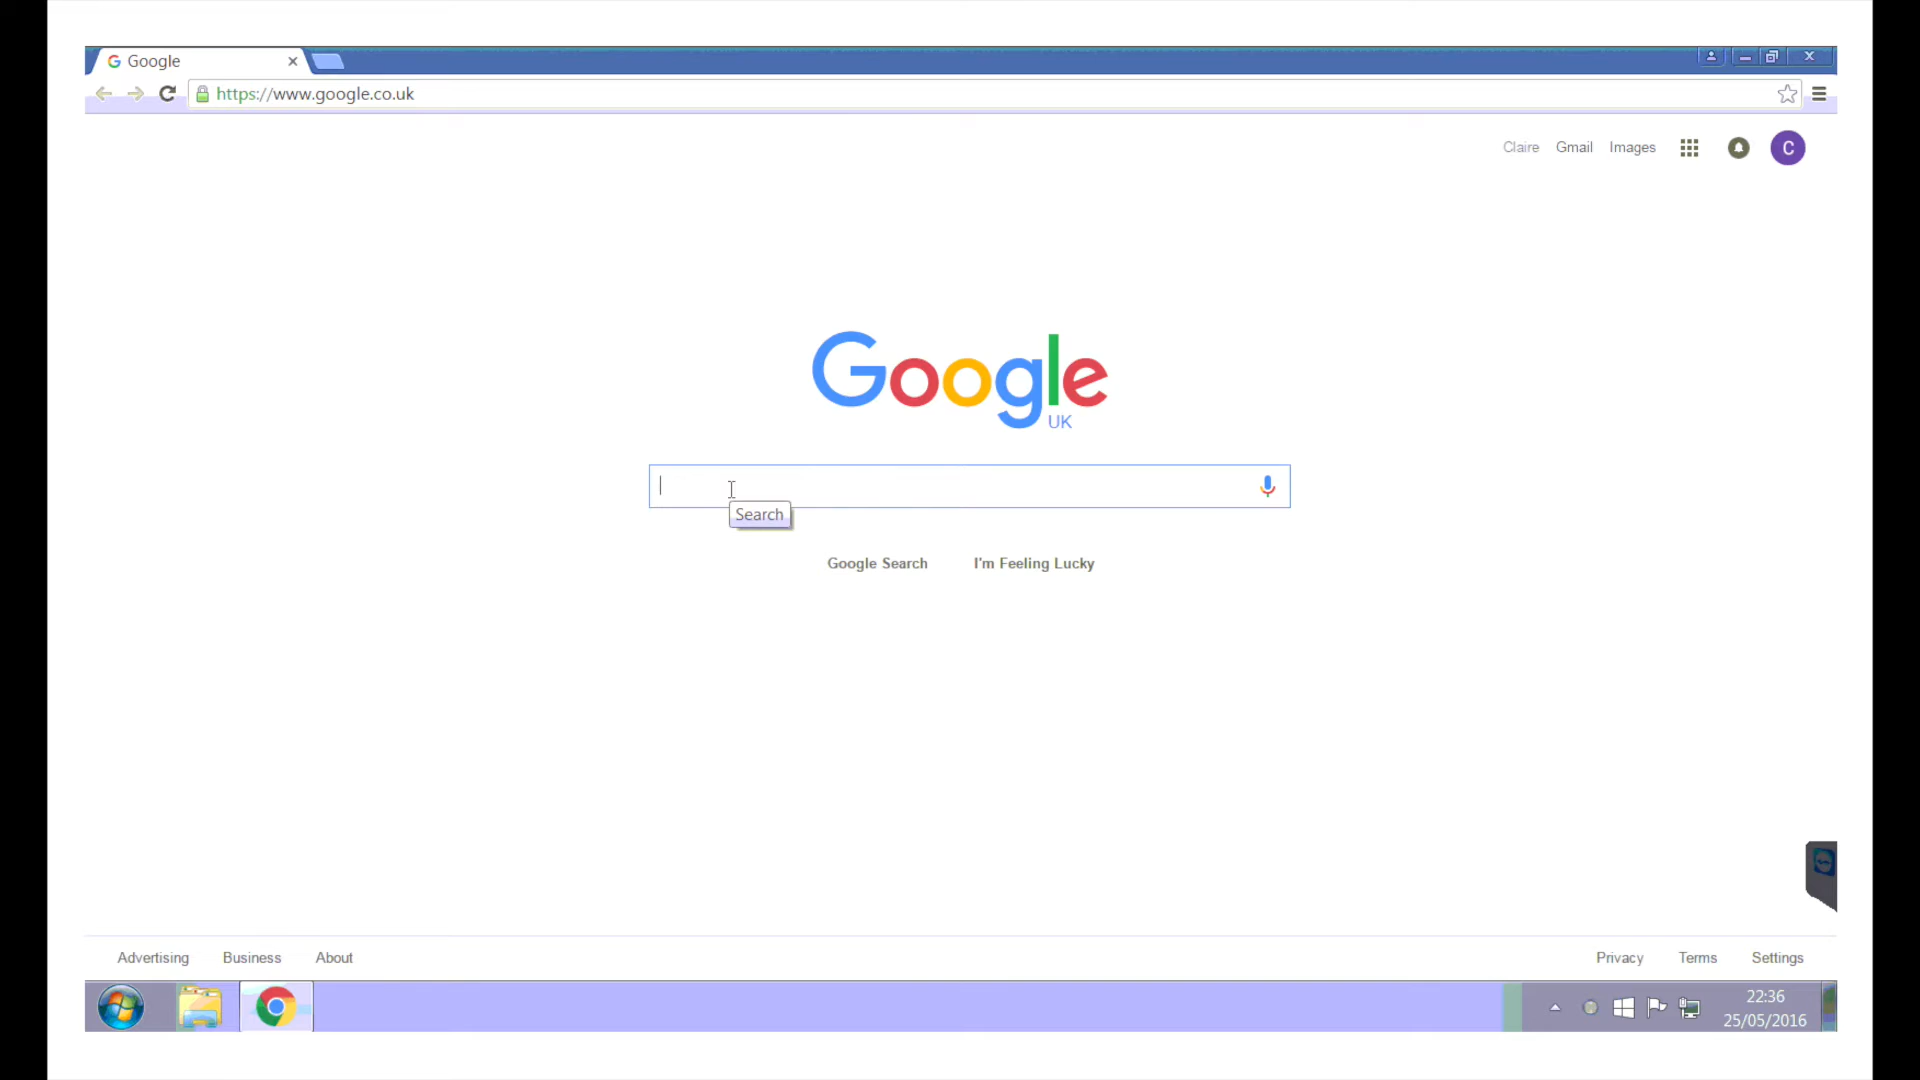 Google
https://www.google.co.uk
Claire Gmail Images C
Google
UK
Search
Google Search I'm Feeling Lucky
Advertising Business About Privacy Terms Settings
22:36
25/05/2016